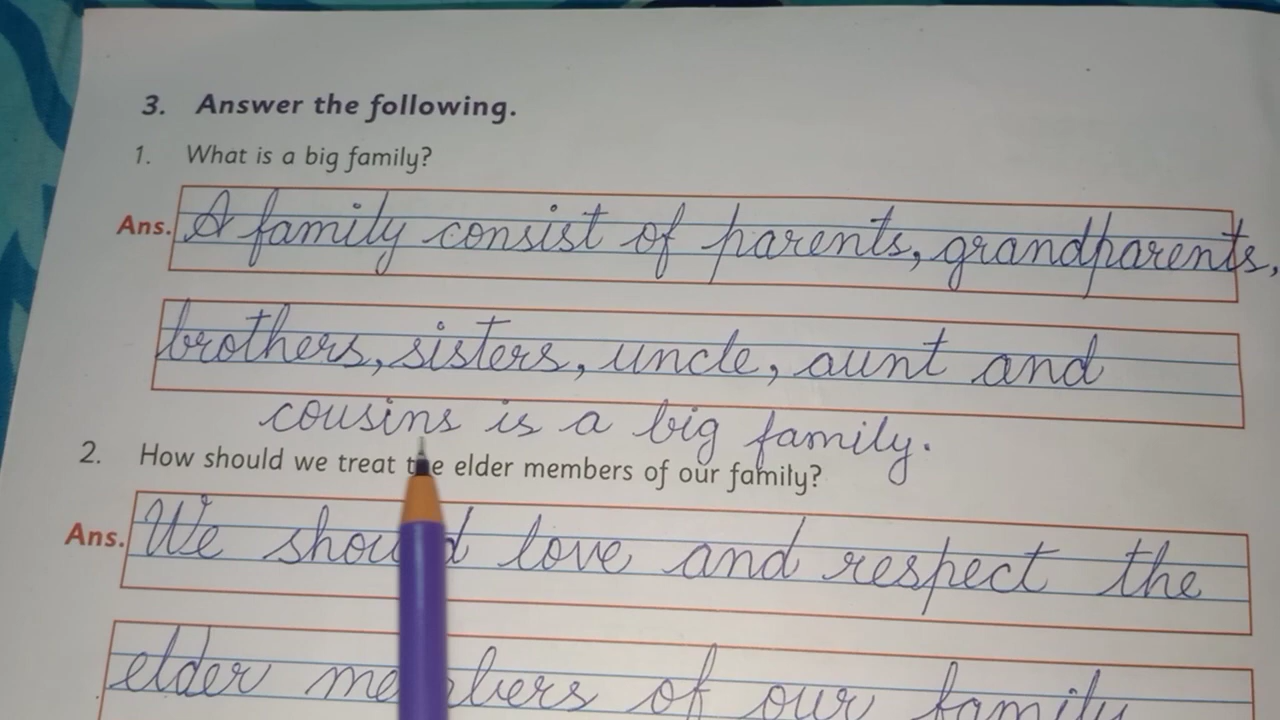 3. Answer the following.
1. What is a big family?
Ans. A family consist of parents, grandparents,
brothers, sisters, uncle, aunt and
cousins is a big family.
2. How should we treat the elder members of our family?
Ans. We should love and respect the
elder members of our family